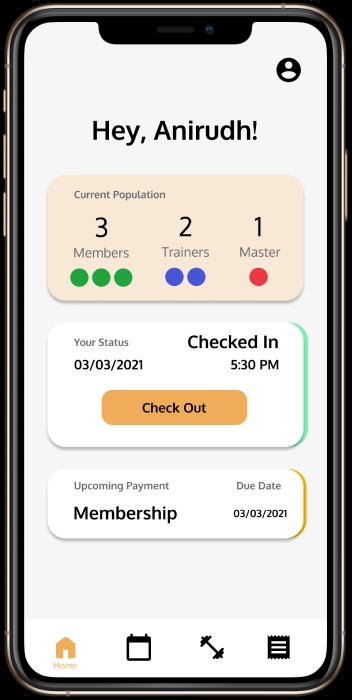 Hey, Anirudh!
Current Population
3 2 1
Members Trainers Master
Your Status Checked In
03/03/2021 5:30 PM
Check Out
Upcoming Payment Due Date
Membership 03/03/2021
Home